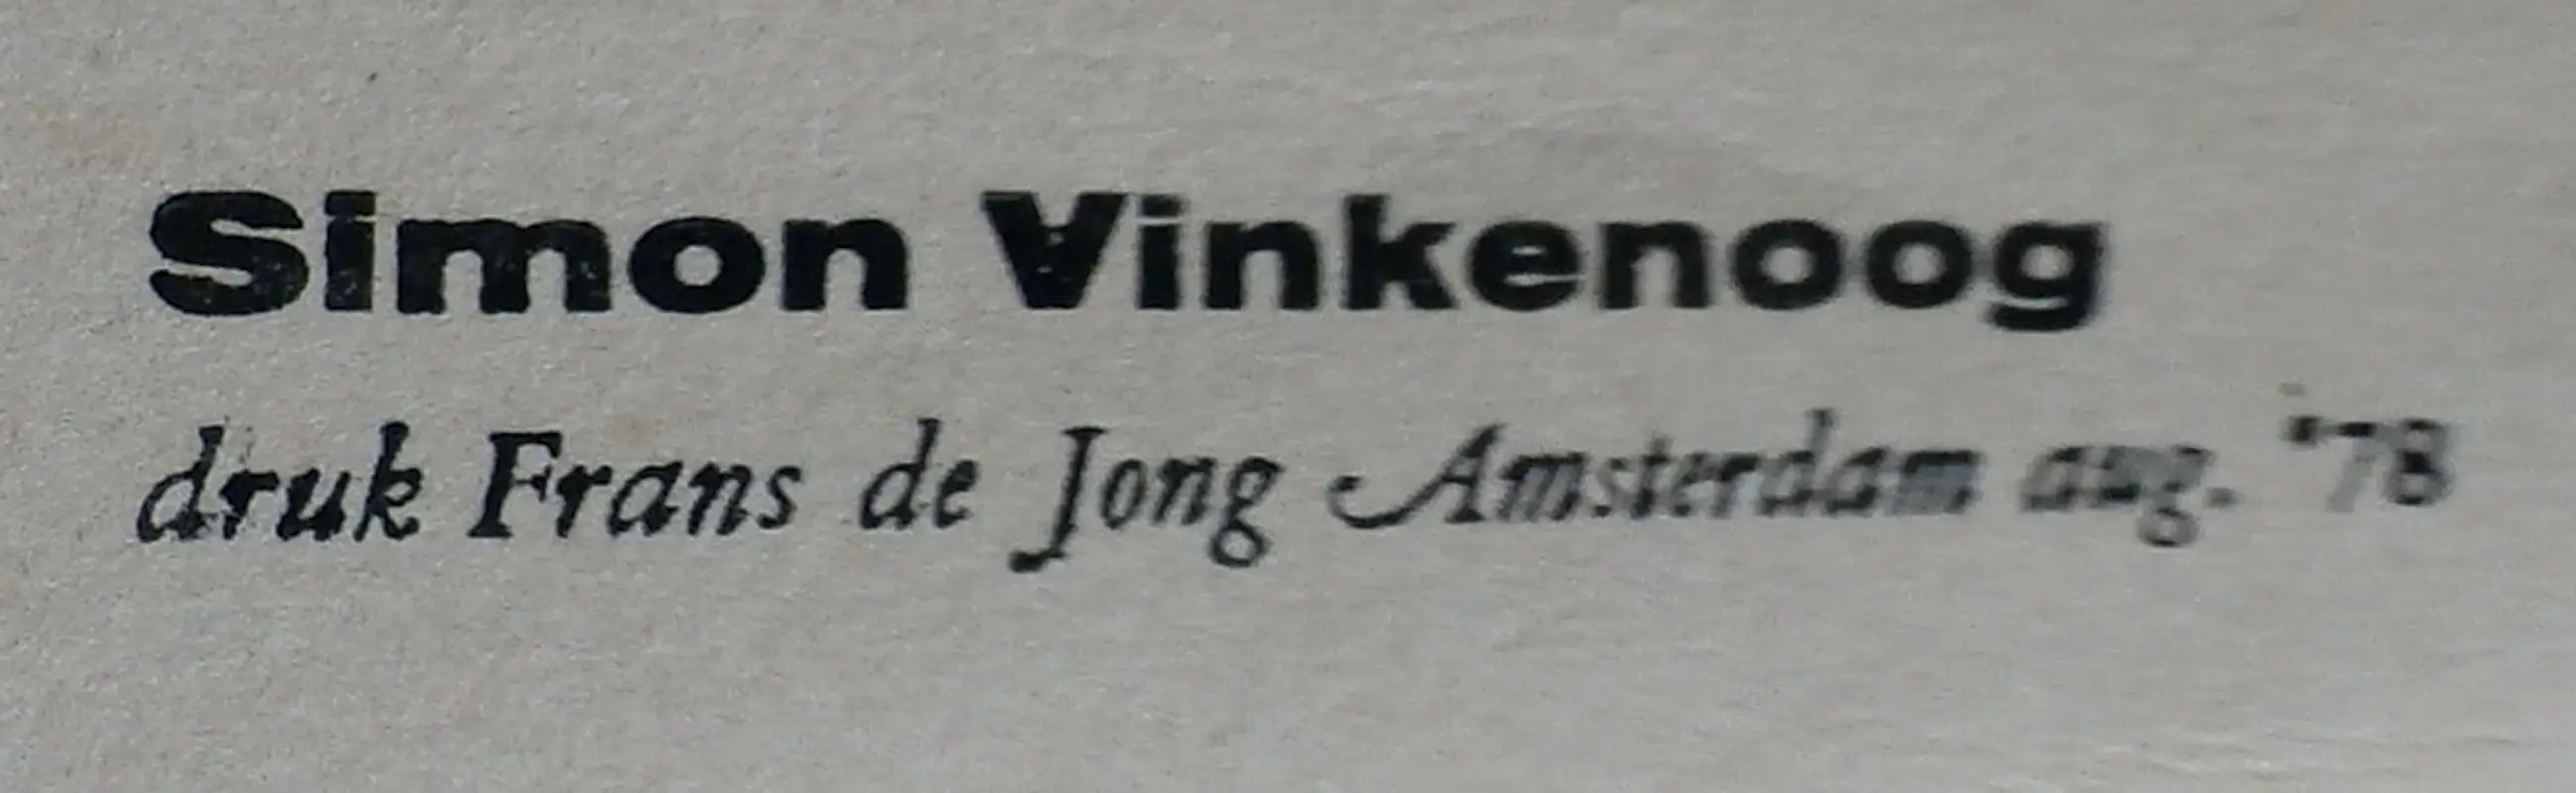 Simon Vinkenoog
druk Frans de Jong Amsterdam aug. '78